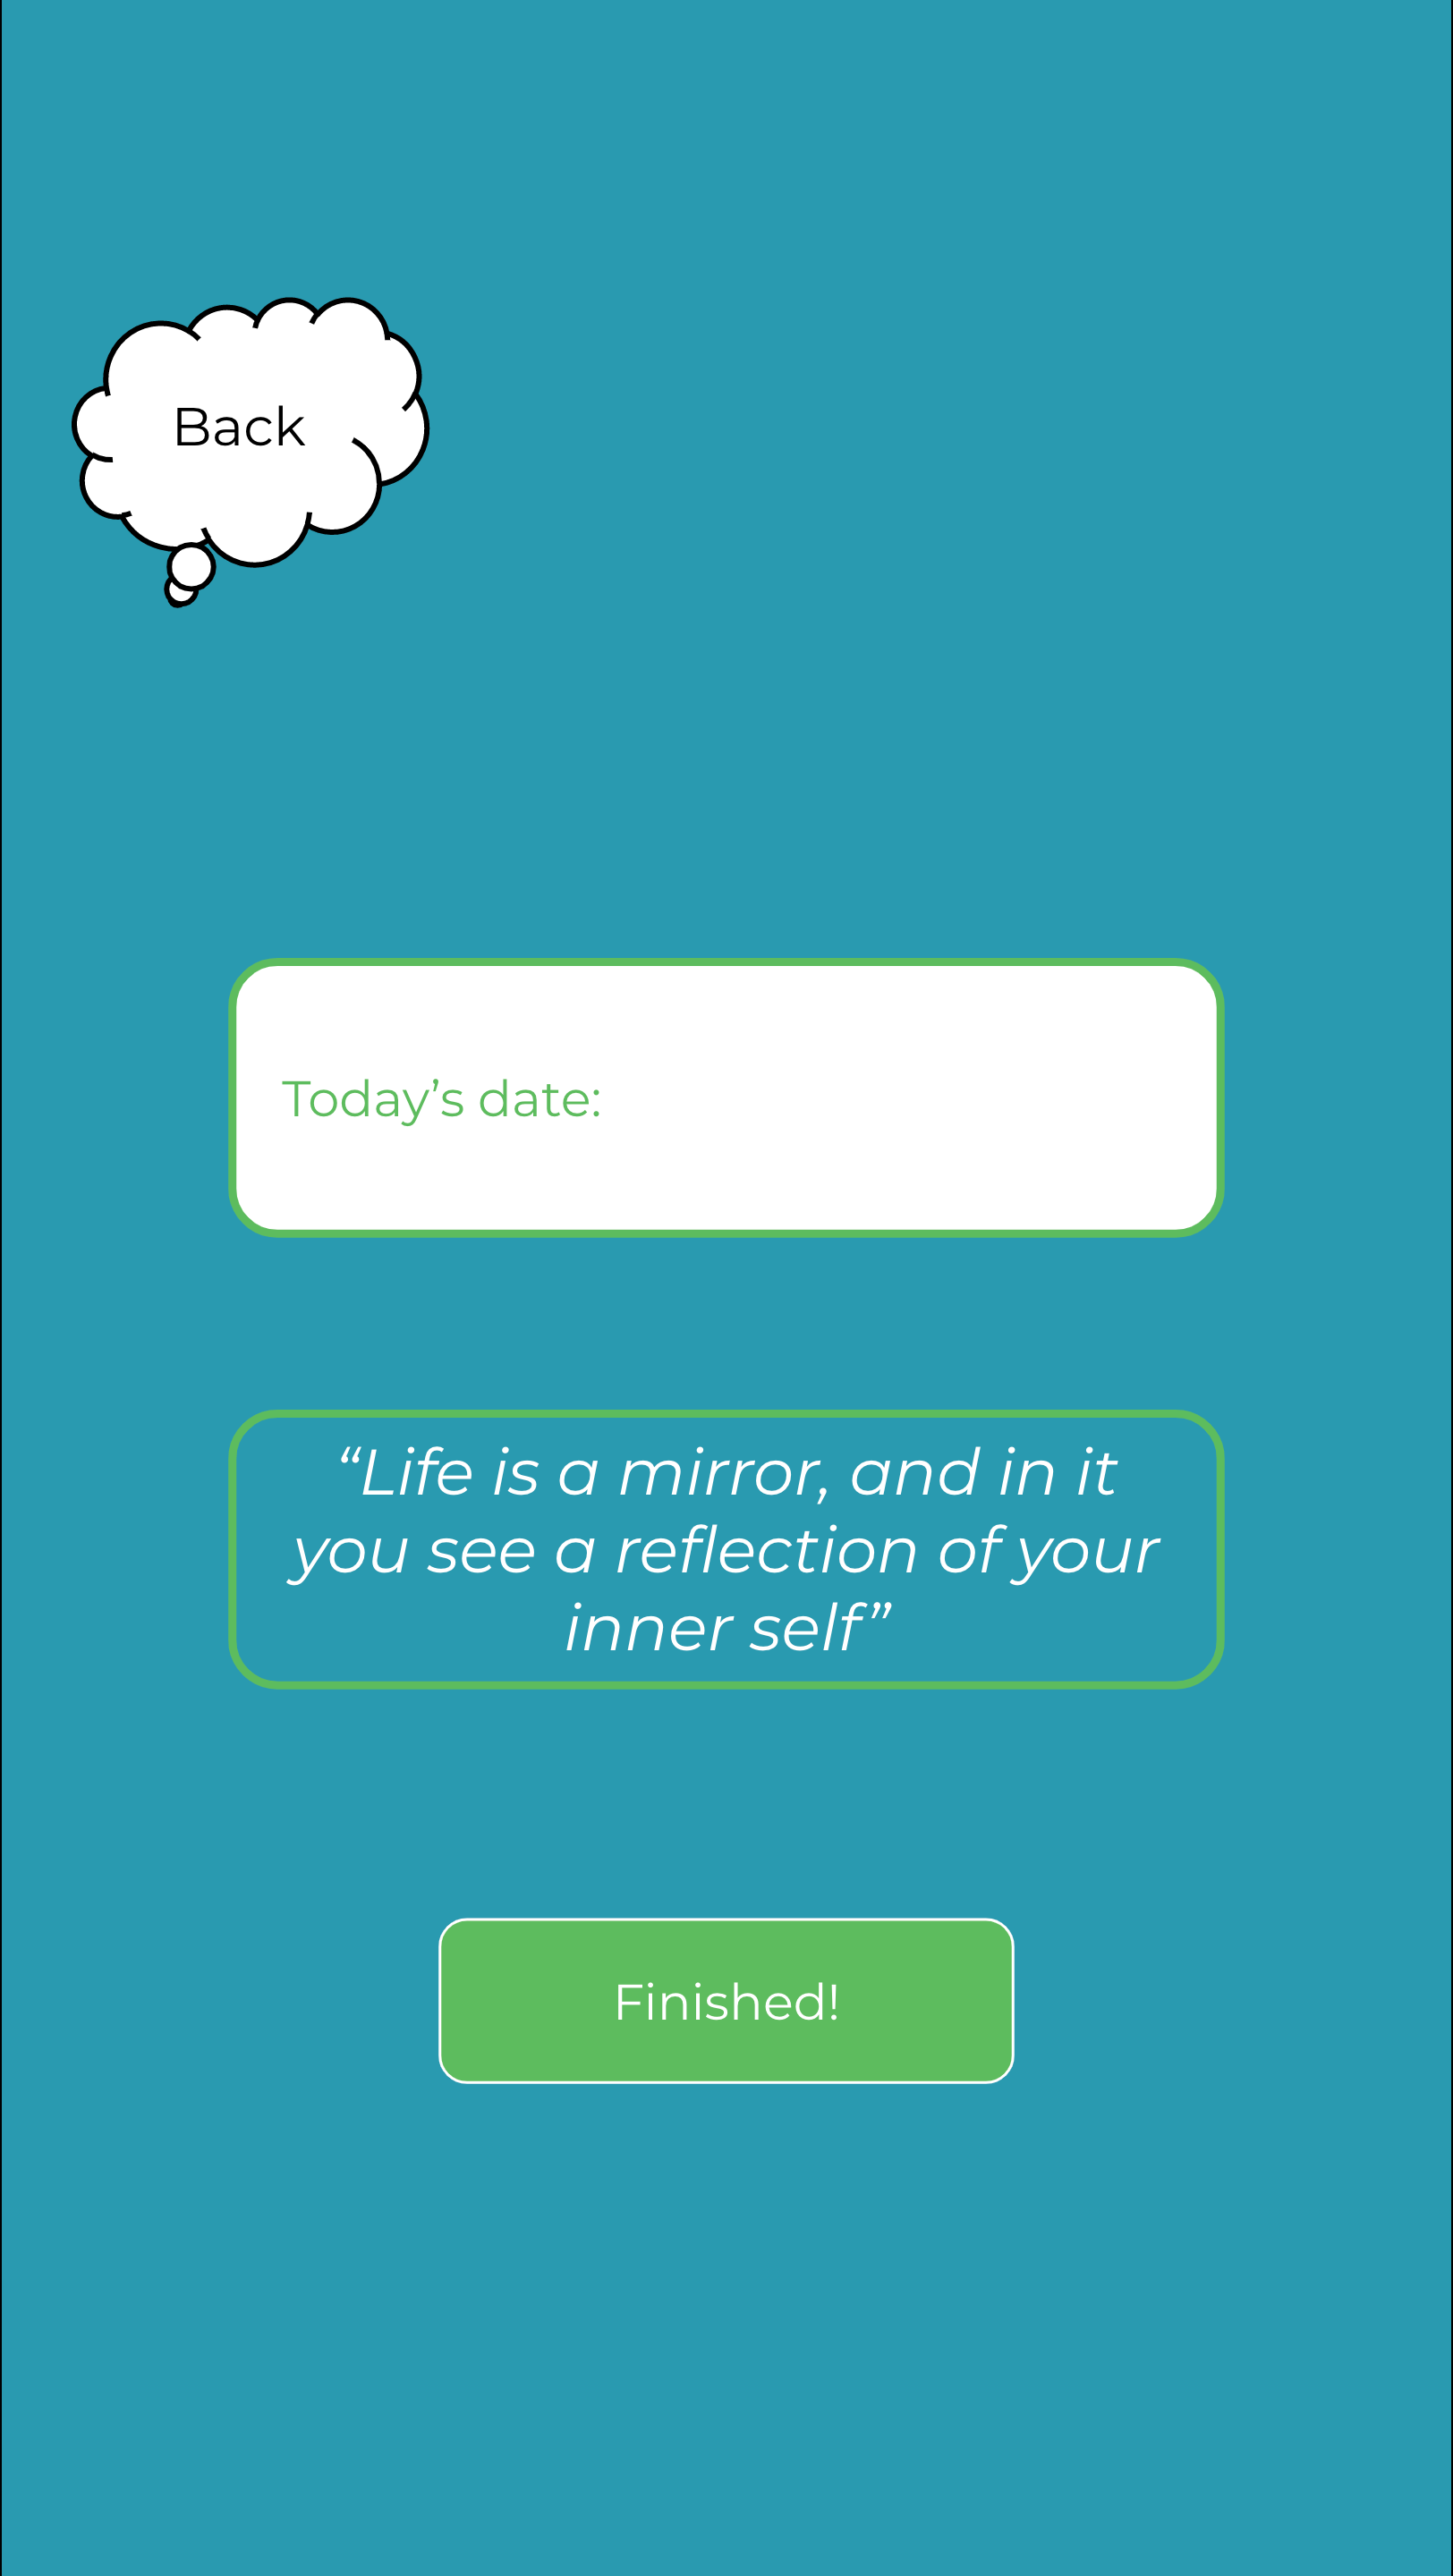 Back
Today’s date:
“Life is a mirror, and in it
you see a reflection of your
inner self”
Finished!